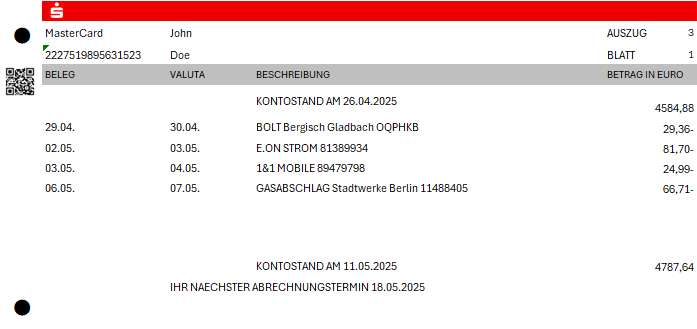 MasterCard John AUSZUG 3
2227519895631523 Doe BLATT 1
BELEG VALUTA BESCHREIBUNG BETRAG IN EURO
KONTOSTAND AM 26.04.2025 4584,88
29.04. 30.04. BOLT Bergisch Gladbach OQPHKB 29,36-
02.05. 03.05. E.ON STROM 81389934 81,70-
03.05. 04.05. 1&1 MOBILE 89479798 24,99-
06.05. 07.05. GASABSCHLAG Stadtwerke Berlin 11488405 66,71-
KONTOSTAND AM 11.05.2025 4787,64
IHR NAECHSTER ABRECHNUNGSTERMIN 18.05.2025